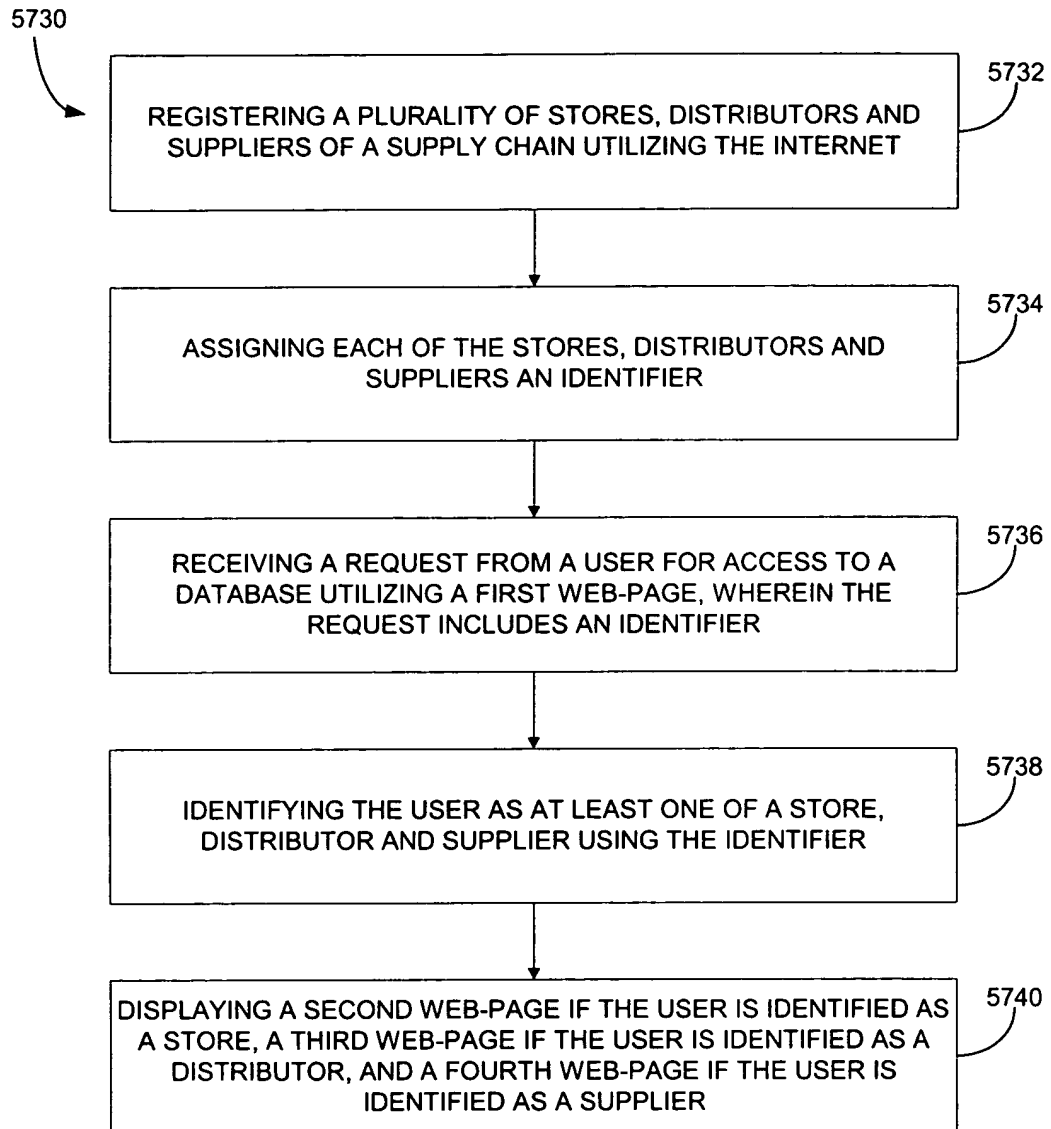 5730
5732
REGISTERING A PLURALITY OF STORES, DISTRIBUTORS AND
SUPPLIERS OF A SUPPLY CHAIN UTILIZING THE INTERNET
5734
ASSIGNING EACH OF THE STORES, DISTRIBUTORS AND
SUPPLIERS AN IDENTIFIER
5736
RECEIVING A REQUEST FROM A USER FOR ACCESS TO A
DATABASE UTILIZING A FIRST WEB-PAGE, WHEREIN THE
REQUEST INCLUDES AN IDENTIFIER
5738
IDENTIFYING THE USER AS AT LEAST ONE OF A STORE,
DISTRIBUTOR AND SUPPLIER USING THE IDENTIFIER
5740
DISPLAYING A SECOND WEB-PAGE IF THE USER IS IDENTIFIED AS
A STORE, A THIRD WEB-PAGE IF THE USER IS IDENTIFIED AS A
DISTRIBUTOR, AND A FOURTH WEB-PAGE IF THE USER IS
IDENTIFIED AS A SUPPLIER